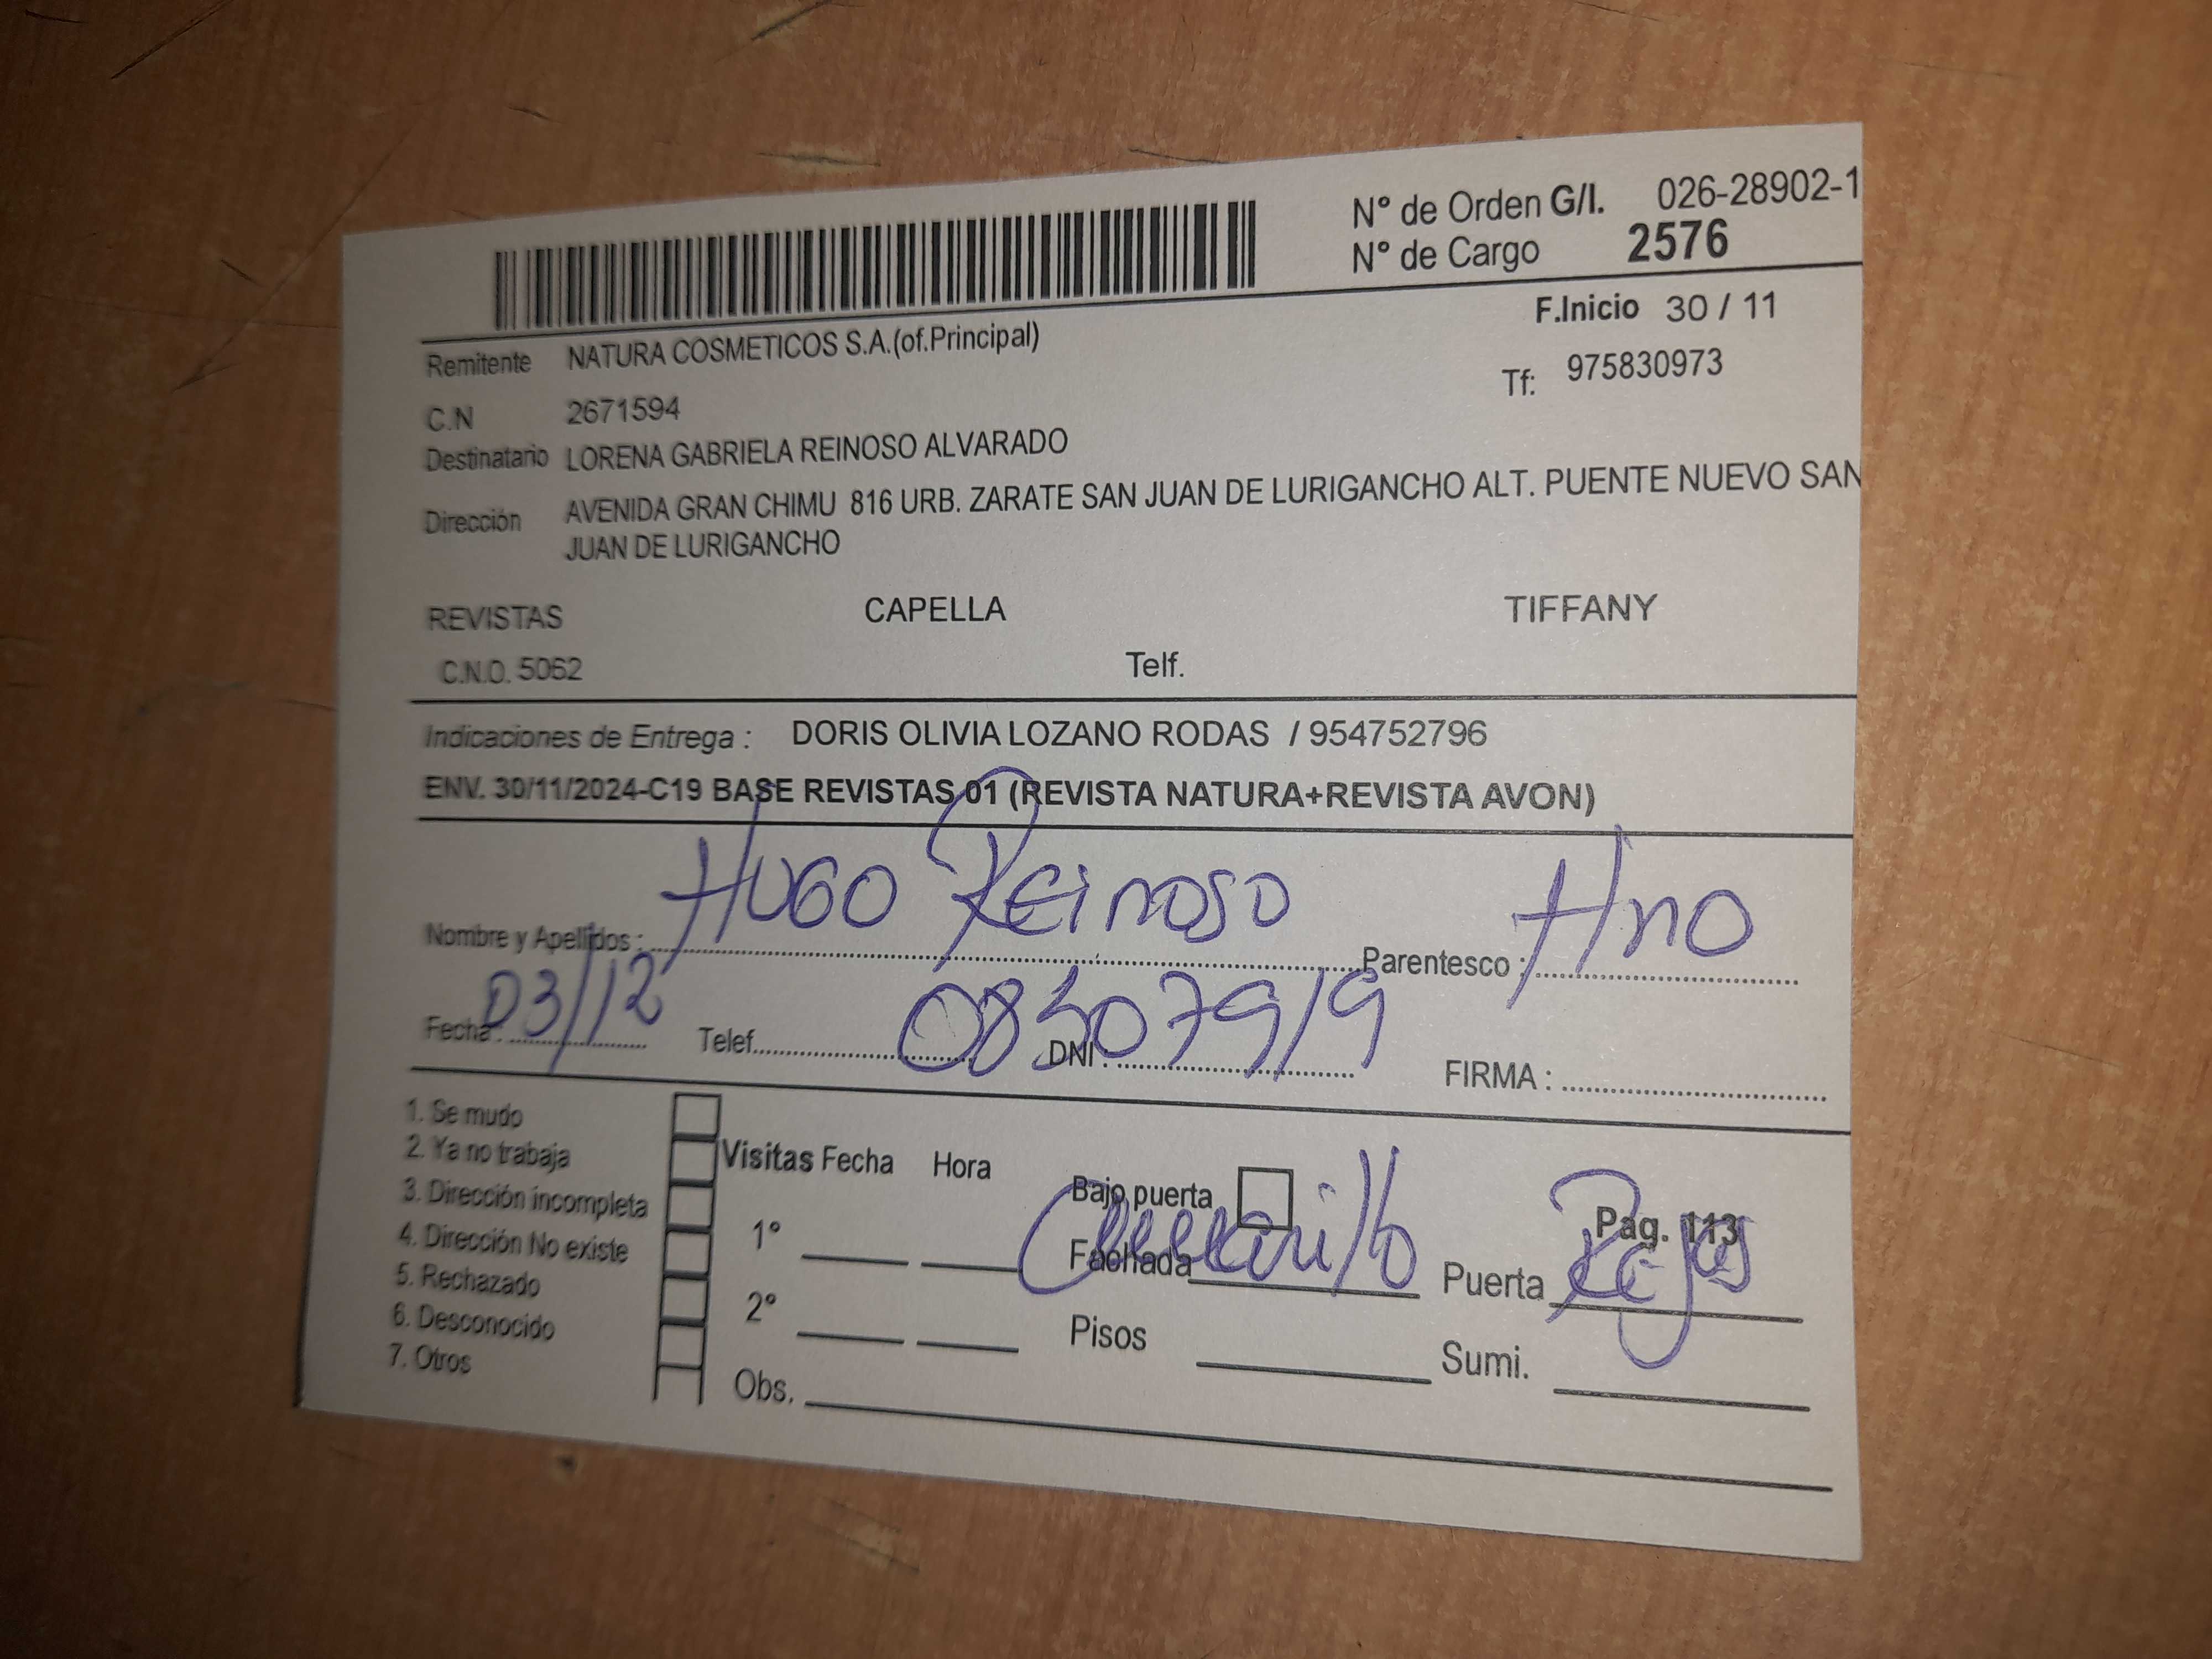 N° de Orden G/I. 026-28902-1
N° de Cargo 2576
F.Inicio 30 / 11
Remitente NATURA COSMETICOS S.A.(of.Principal)
Tf: 975830973
C.N 2671594
Destinatario LORENA GABRIELA REINOSO ALVARADO
Dirección AVENIDA GRAN CHIMU 816 URB. ZARATE SAN JUAN DE LURIGANCHO ALT. PUENTE NUEVO SAN
JUAN DE LURIGANCHO
REVISTAS CAPELLA TIFFANY
C.N.O. 5062 Telf.
Indicaciones de Entrega : DORIS OLIVIA LOZANO RODAS / 954752796
ENV. 30/11/2024-C19 BASE REVISTAS 01 (REVISTA NATURA+REVISTA AVON)
Nombre y Apellidos : HUGO Reinoso Parentesco : Hno
Fecha : 03/12 Telef. DNI : 08307919 FIRMA :
1. Se mudo
2. Ya no trabaja
3. Dirección incompleta
4. Dirección No existe
5. Rechazado
6. Desconocido
7. Otros
Visitas Fecha Hora
1°
2°
Obs.
Bajo puerta Pag. 113
Fachada Puerta Rejas
Pisos Sumi.